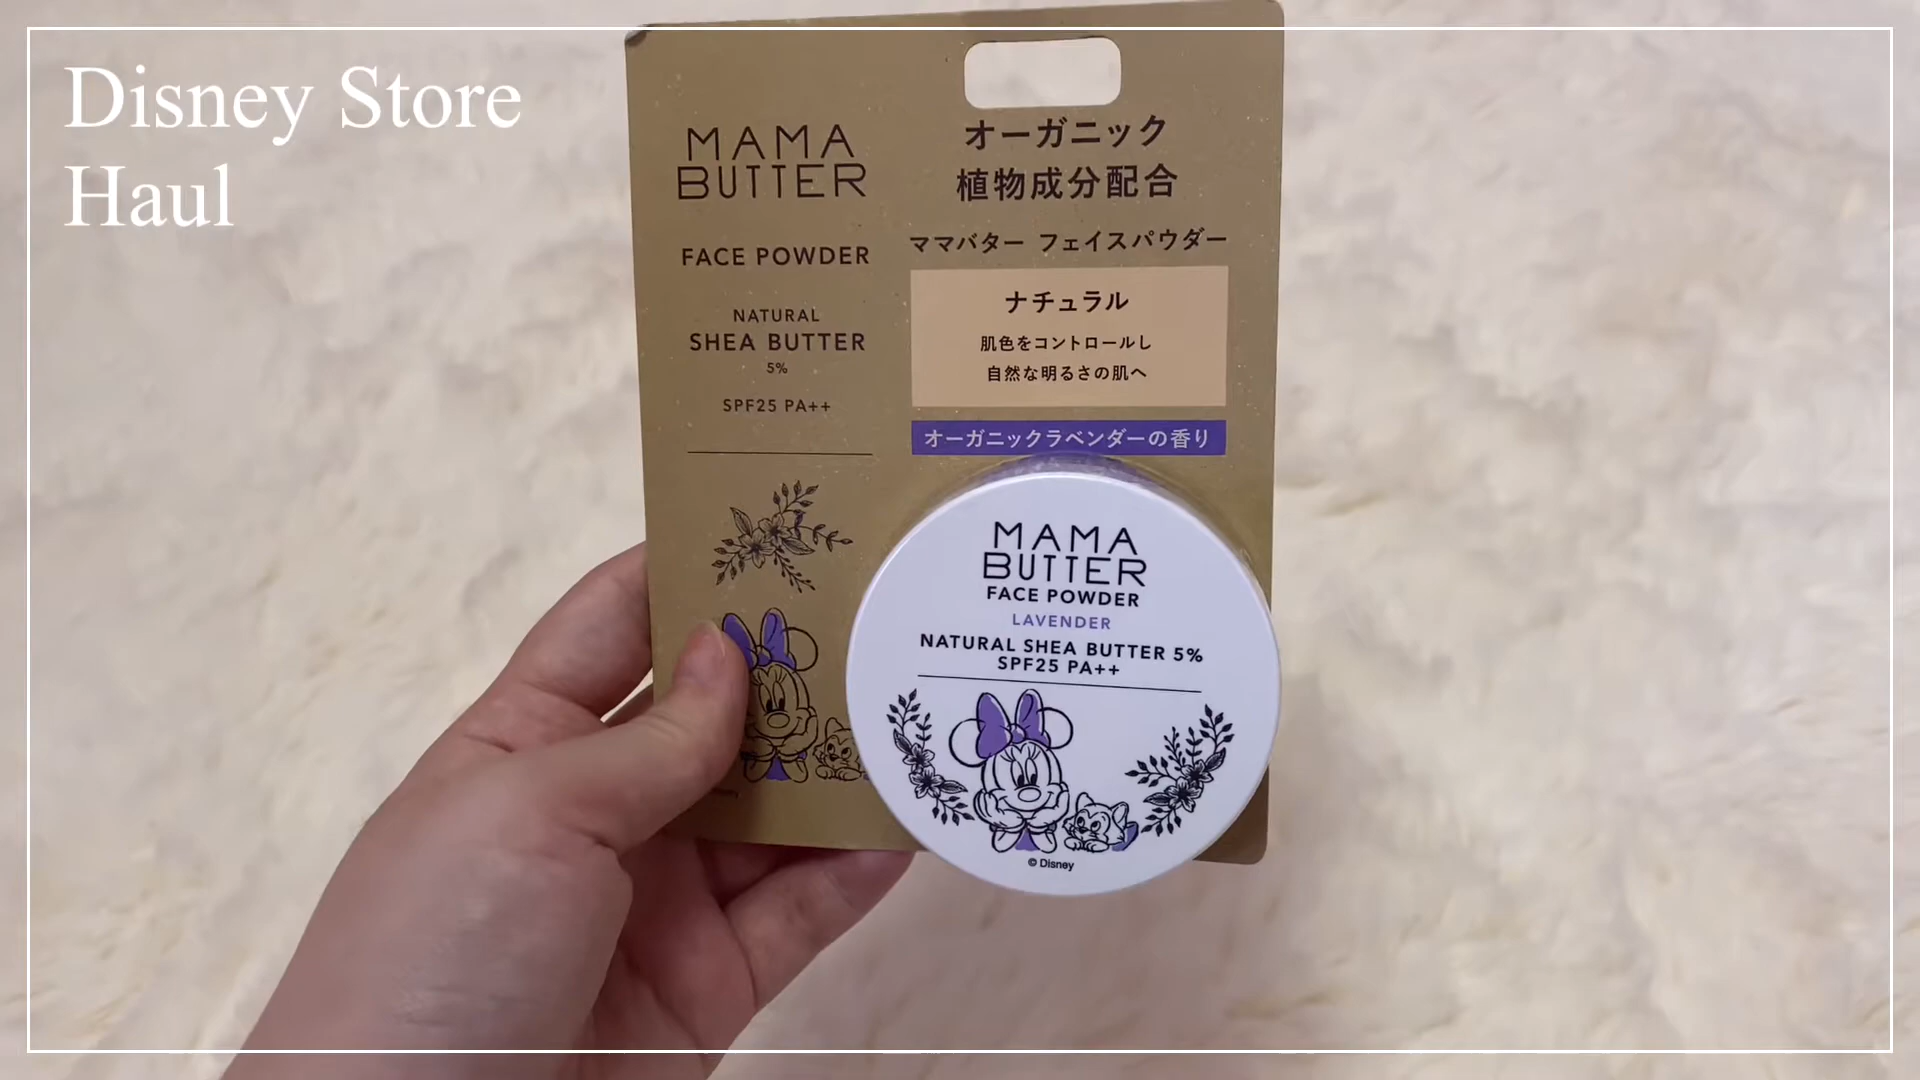 Disney Store
Haul
MAMA
BUTTER
FACE POWDER
NATURAL
SHEA BUTTER
5%
SPF25 PA++
オーガニック
植物成分配合
ママバター フェイスパウダー
ナチュラル
肌色をコントロールし
自然な明るさの肌へ
オーガニックラベンダーの香り
MAMA
BUTTER
FACE POWDER
LAVENDER
NATURAL SHEA BUTTER 5%
SPF25 PA++
© Disney